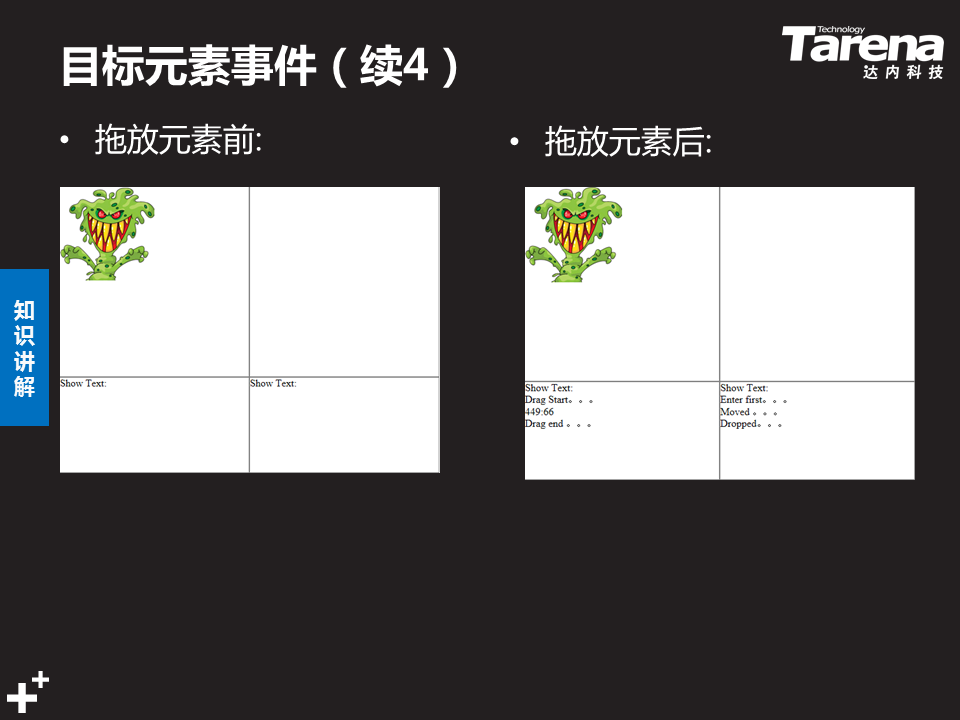 目标元素事件（续4）
Technology
Tarena
达内科技
• 拖放元素前:
• 拖放元素后:
知识讲解
Show Text:
Show Text:
Show Text:
Drag Start。。。
449:66
Drag end 。。。
Show Text:
Enter first。。。
Moved 。。。
Dropped。。。